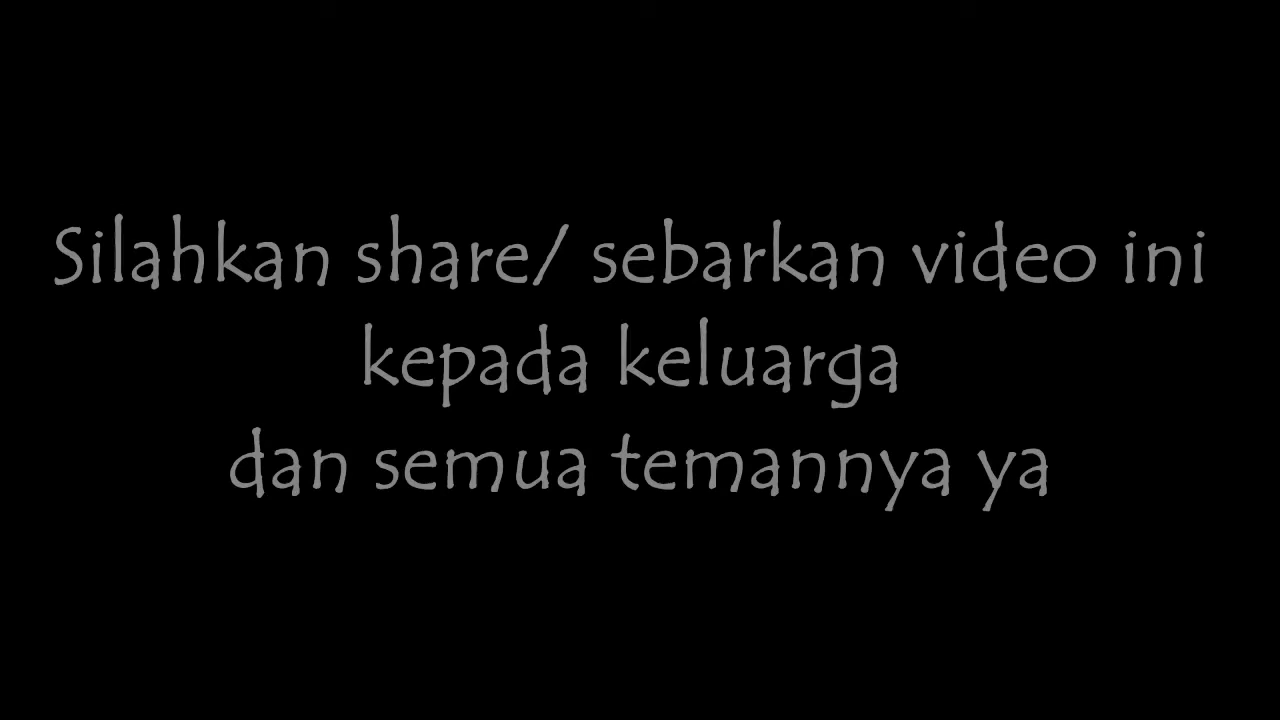 Silahkan share/ sebarkan video ini
kepada keluarga
dan semua temannya ya